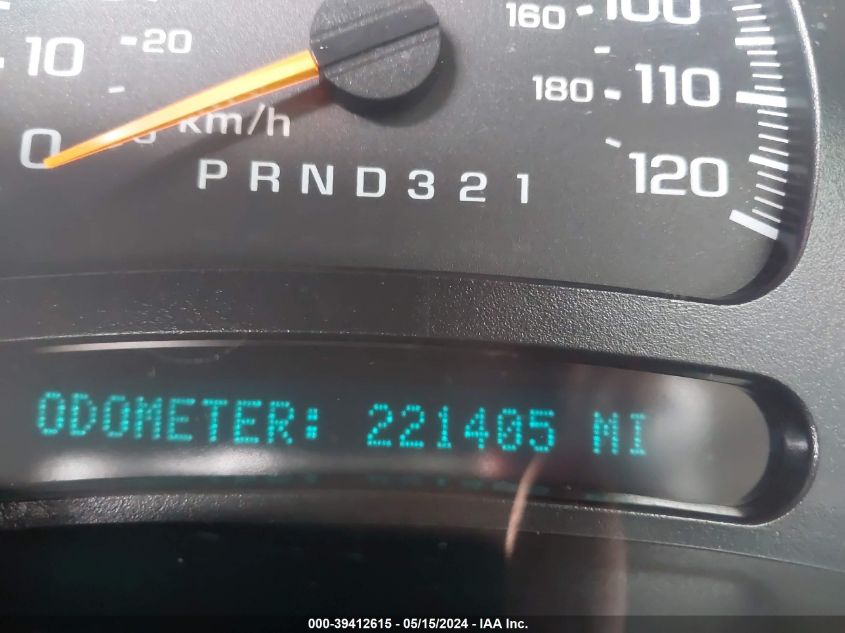 160 100
10 20
180 110
0 km/h
120
PRND321
ODOMETER: 221405 MI
000-39412615 - 05/15/2024 - IAA Inc.